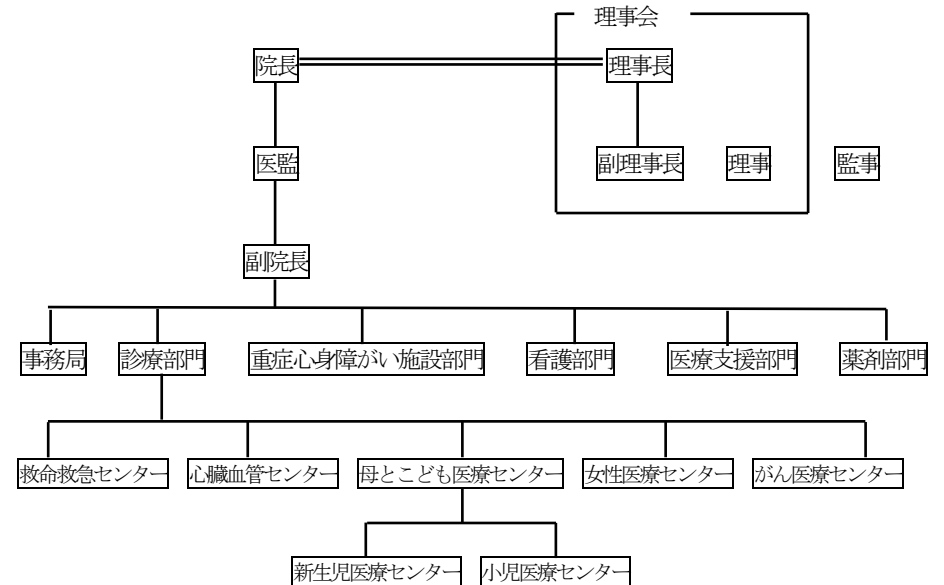 理事会
院長
理事長
医監
副理事長
理事
監事
副院長
事務局
診療部門
重症心身障がい施設部門
看護部門
医療支援部門
薬剤部門
救命救急センター
心臓血管センター
母とこども医療センター
女性医療センター
がん医療センター
新生児医療センター
小児医療センター